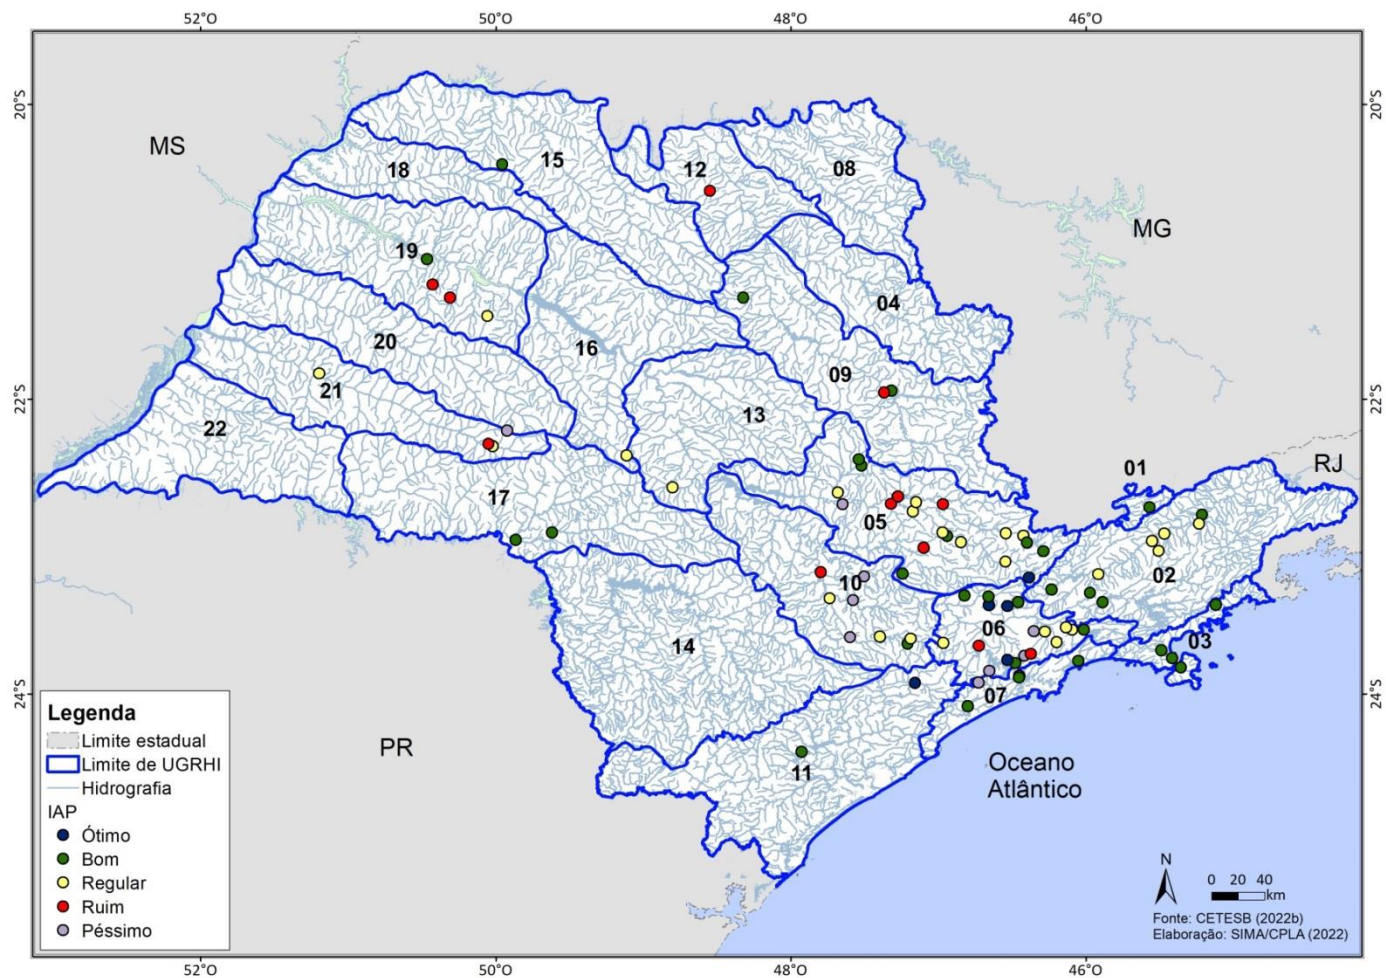 52°O
50°O
48°O
46°O
20°S
20°S
MS
18
15
12
08
MG
19
04
20
16
09
22°S
21
13
22°S
22
01
RJ
17
05
02
10
06
03
14
07
24°S
24°S
11
PR
Oceano
Atlântico
Legenda
Limite estadual
Limite de UGRHI
Hidrografia
IAP
Ótimo
Bom
Regular
Ruim
Péssimo
N
0 20 40
km
Fonte: CETESB (2022b)
Elaboração: SIMA/CPLA (2022)
52°O
50°O
48°O
46°O